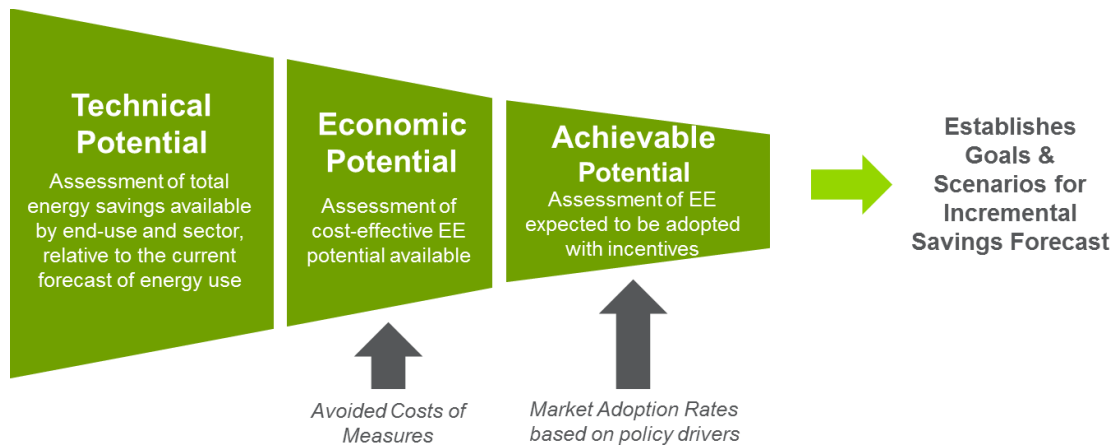 Technical
Potential
Assessment of total
energy savings available
by end-use and sector,
relative to the current
forecast of energy use
Economic
Potential
Assessment of
cost-effective EE
potential available
Achievable
Potential
Assessment of EE
expected to be adopted
with incentives
Establishes
Goals &
Scenarios for
Incremental
Savings Forecast
Avoided Costs of
Measures
Market Adoption Rates
based on policy drivers